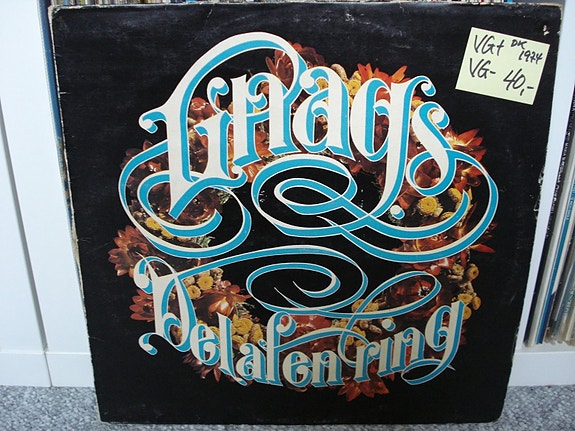 Gnags
Del af en ring
VG+ DK 1974
VG- 40,-